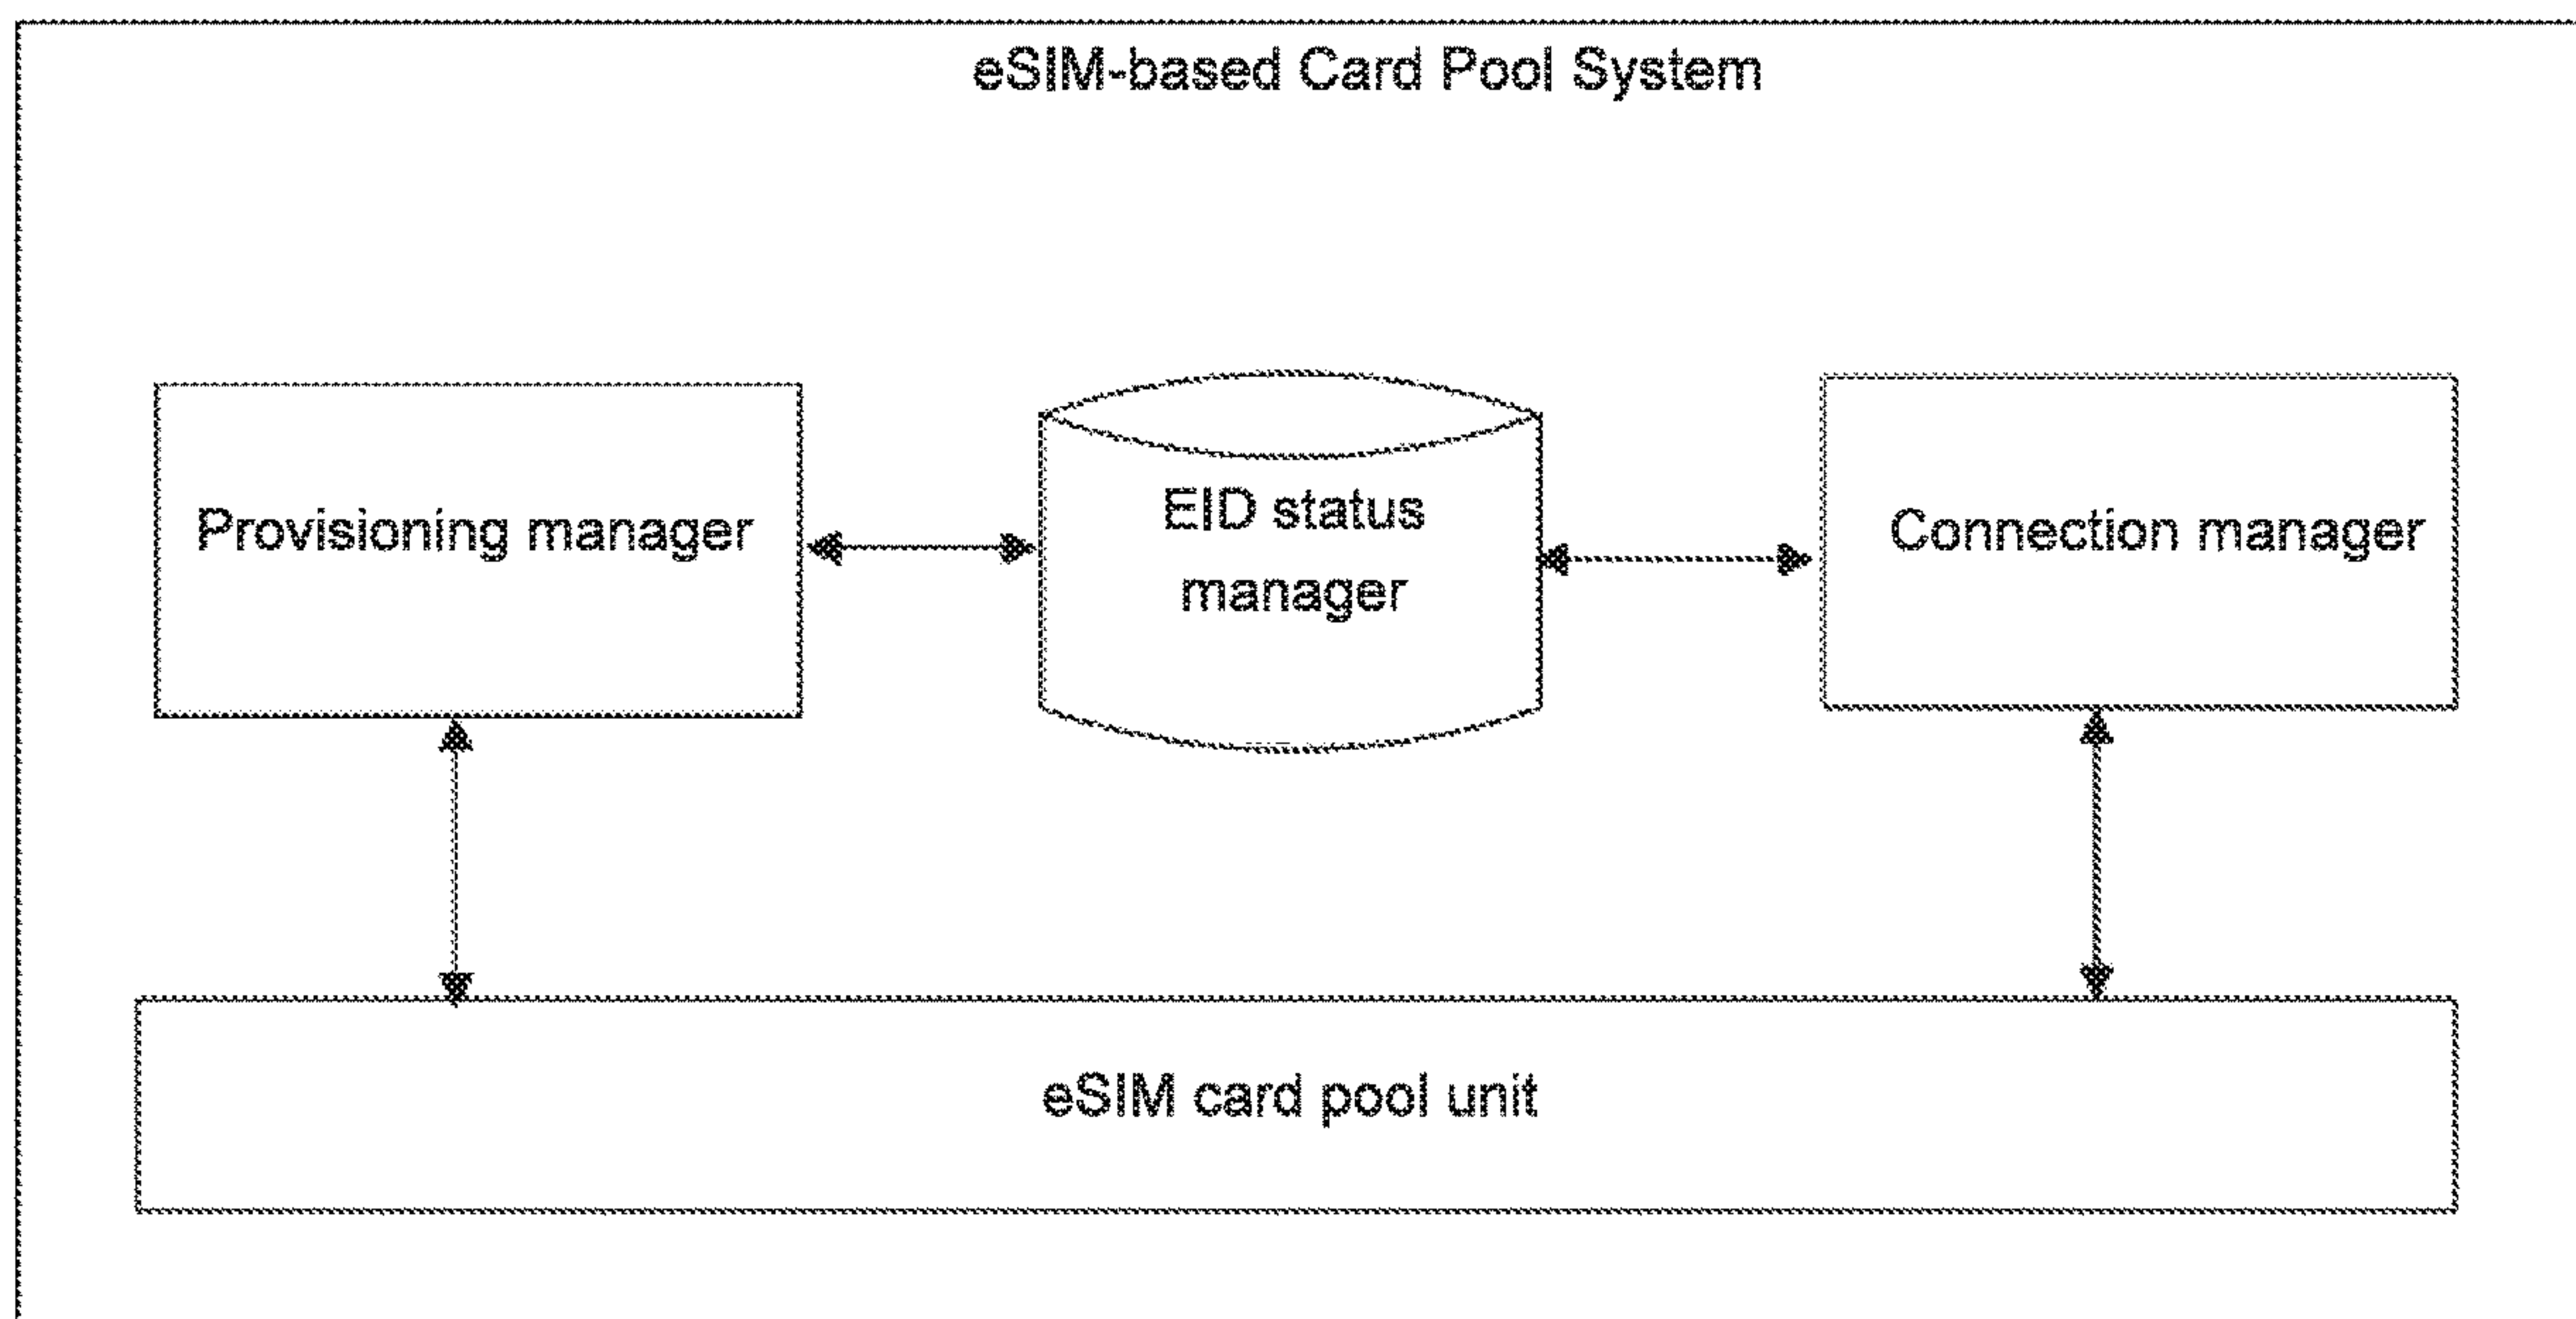 eSIM-based Card Pool System
Provisioning manager
EID status
manager
Connection manager
eSIM card pool unit